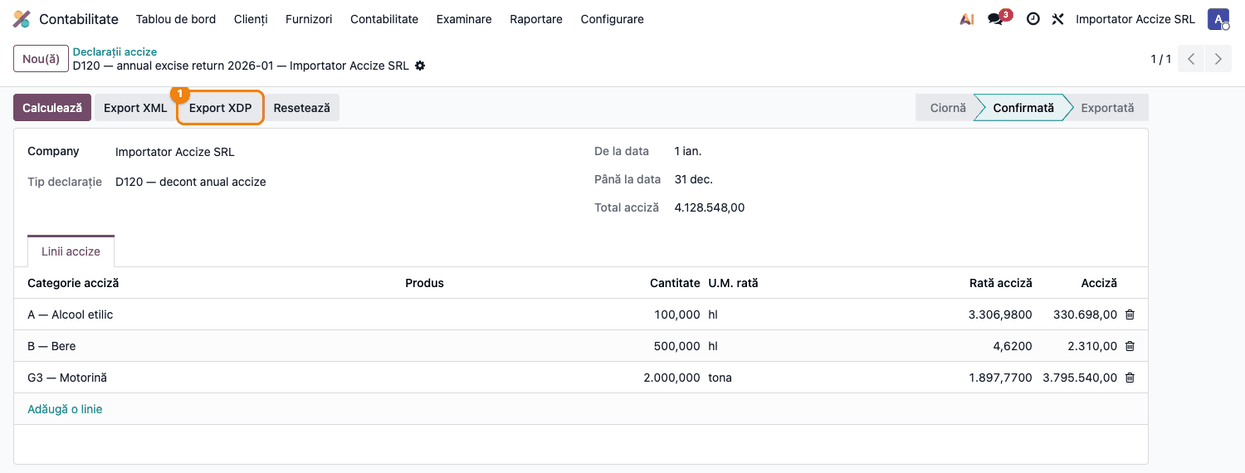 Contabilitate Tablou de bord Clienți Furnizori Contabilitate Examinare Raportare Configurare AI 3 Importator Accize SRL A
Nou(ă) Declarații accize 1 / 1
D120 — annual excise return 2026-01 — Importator Accize SRL
1
Calculează Export XML Export XDP Resetează Ciornă Confirmată Exportată
Company Importator Accize SRL De la data 1 ian.
Tip declarație D120 — decont anual accize Până la data 31 dec.
Total acciză 4.128.548,00
Linii accize
Categorie acciză Produs Cantitate U.M. rată Rată acciză Acciză
A — Alcool etilic 100,000 hl 3.306,9800 330.698,00
B — Bere 500,000 hl 4,6200 2.310,00
G3 — Motorină 2.000,000 tona 1.897,7700 3.795.540,00
Adăugă o linie